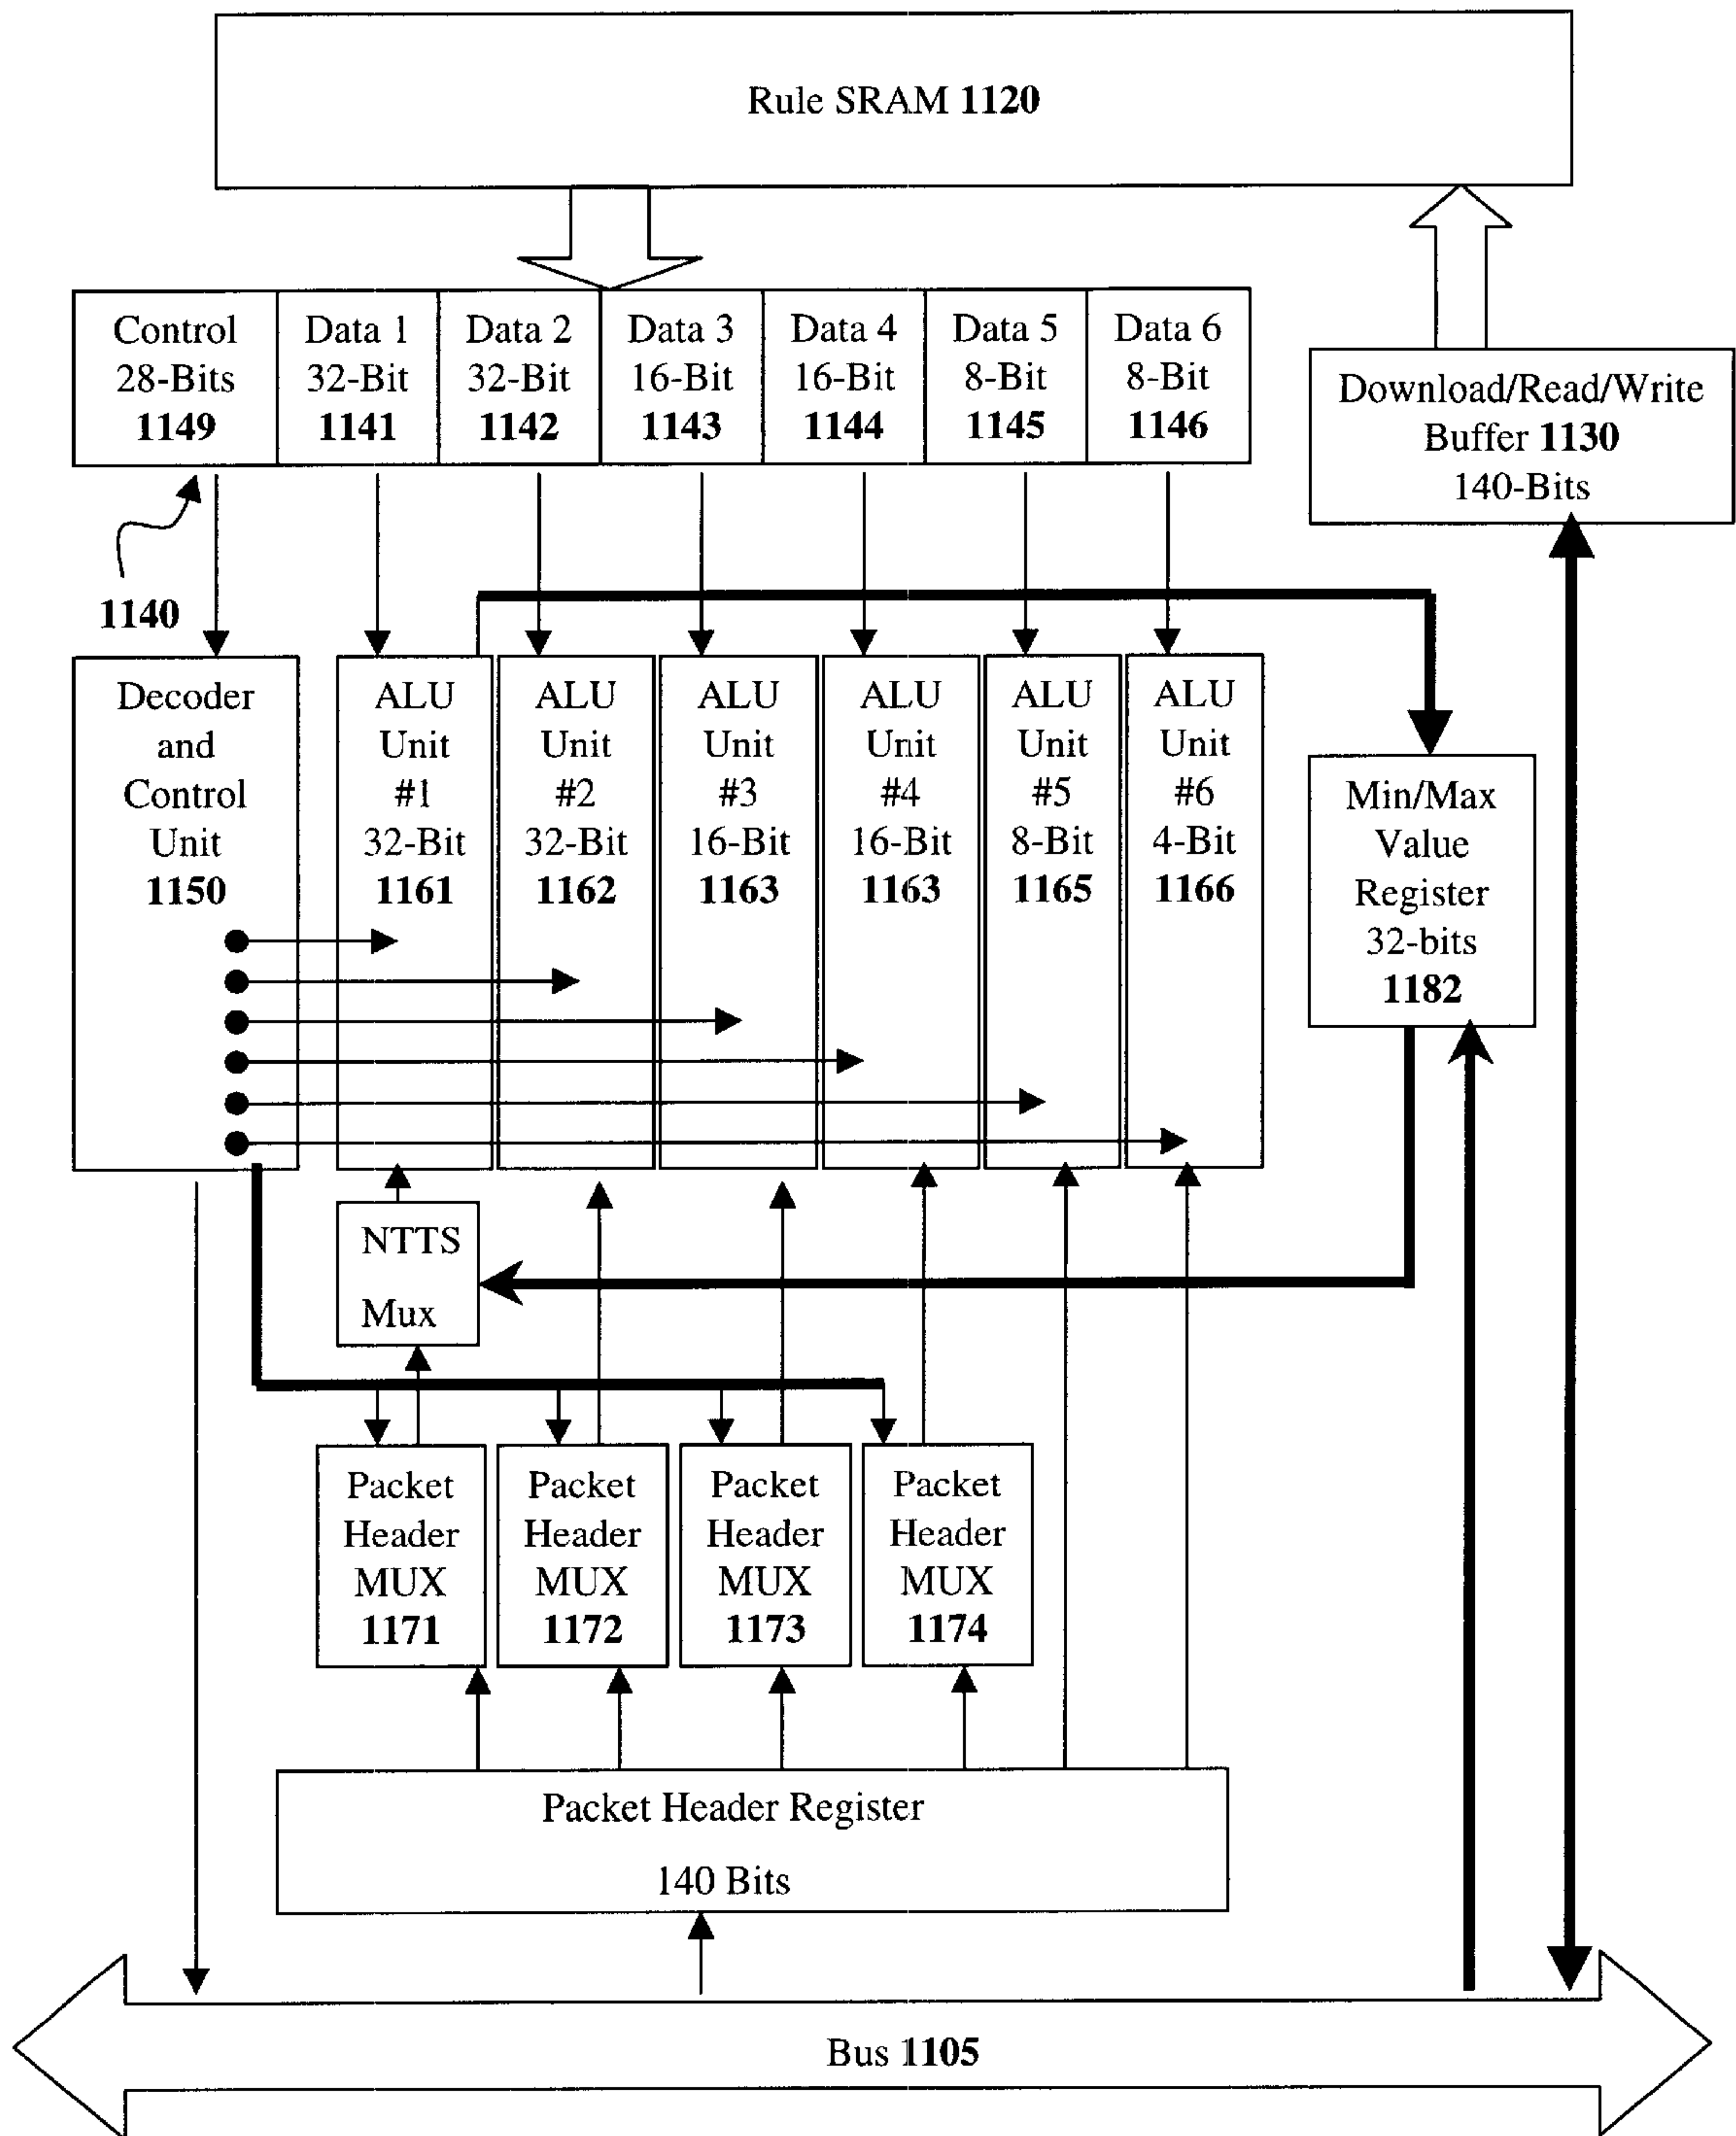 Rule SRAM 1120
Control
28-Bits
1149
Data 1
32-Bit
1141
Data 2
32-Bit
1142
Data 3
16-Bit
1143
Data 4
16-Bit
1144
Data 5
8-Bit
1145
Data 6
8-Bit
1146
Download/Read/Write
Buffer 1130
140-Bits
1140
Decoder
and
Control
Unit
1150
ALU
Unit
#1
32-Bit
1161
ALU
Unit
#2
32-Bit
1162
ALU
Unit
#3
16-Bit
1163
ALU
Unit
#4
16-Bit
1163
ALU
Unit
#5
8-Bit
1165
ALU
Unit
#6
4-Bit
1166
Min/Max
Value
Register
32-bits
1182
NTTS
Mux
Packet
Header
MUX
1171
Packet
Header
MUX
1172
Packet
Header
MUX
1173
Packet
Header
MUX
1174
Packet Header Register
140 Bits
Bus 1105